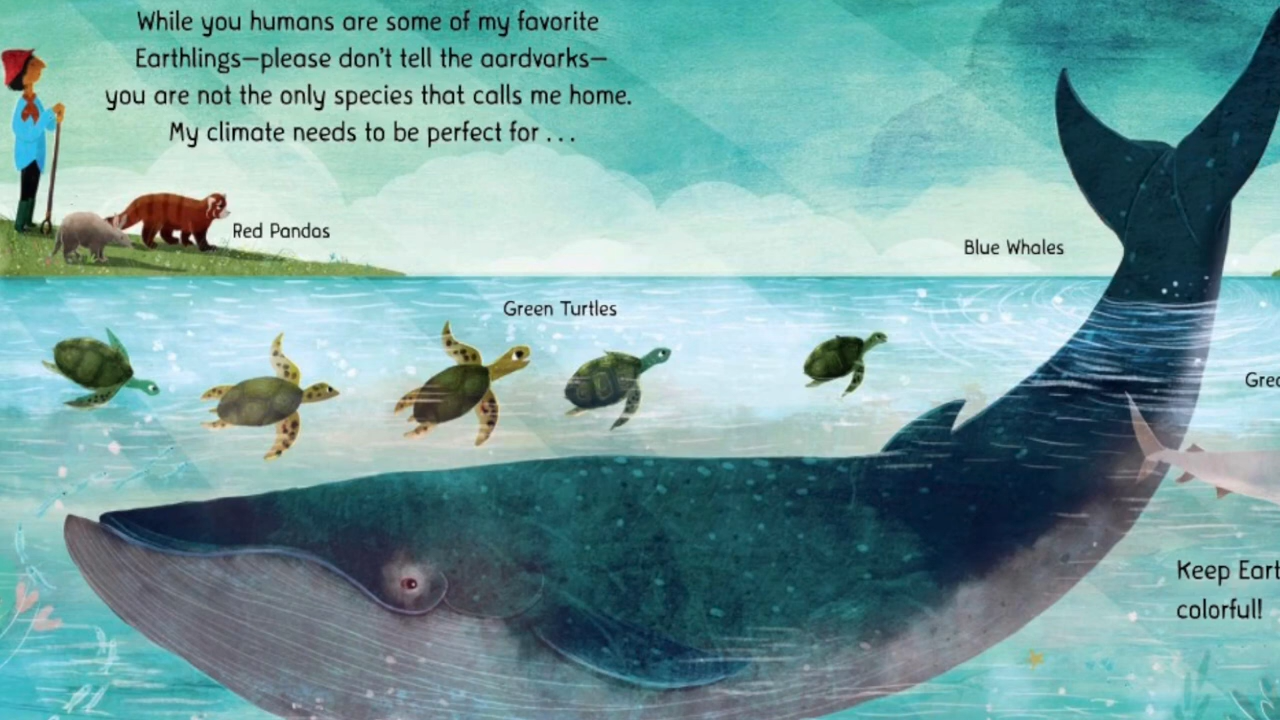 While you humans are some of my favorite
Earthlings—please don't tell the aardvarks—
you are not the only species that calls me home.
My climate needs to be perfect for . . .
Red Pandas
Blue Whales
Green Turtles
Keep
colorful!